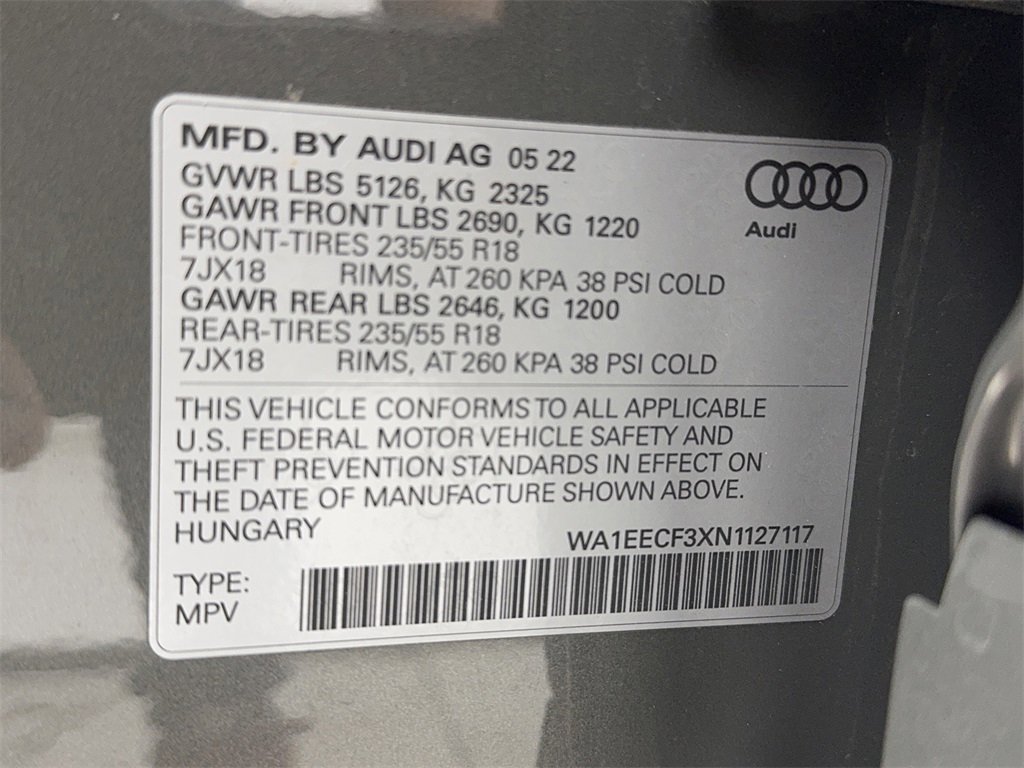 MFD. BY AUDI AG 05 22
GVWR LBS 5126, KG 2325
GAWR FRONT LBS 2690, KG 1220
FRONT-TIRES 235/55 R18
7JX18 RIMS, AT 260 KPA 38 PSI COLD
GAWR REAR LBS 2646, KG 1200
REAR-TIRES 235/55 R18
7JX18 RIMS, AT 260 KPA 38 PSI COLD
Audi
THIS VEHICLE CONFORMS TO ALL APPLICABLE
U.S. FEDERAL MOTOR VEHICLE SAFETY AND
THEFT PREVENTION STANDARDS IN EFFECT ON
THE DATE OF MANUFACTURE SHOWN ABOVE.
HUNGARY
WA1EECF3XN1127117
TYPE:
MPV